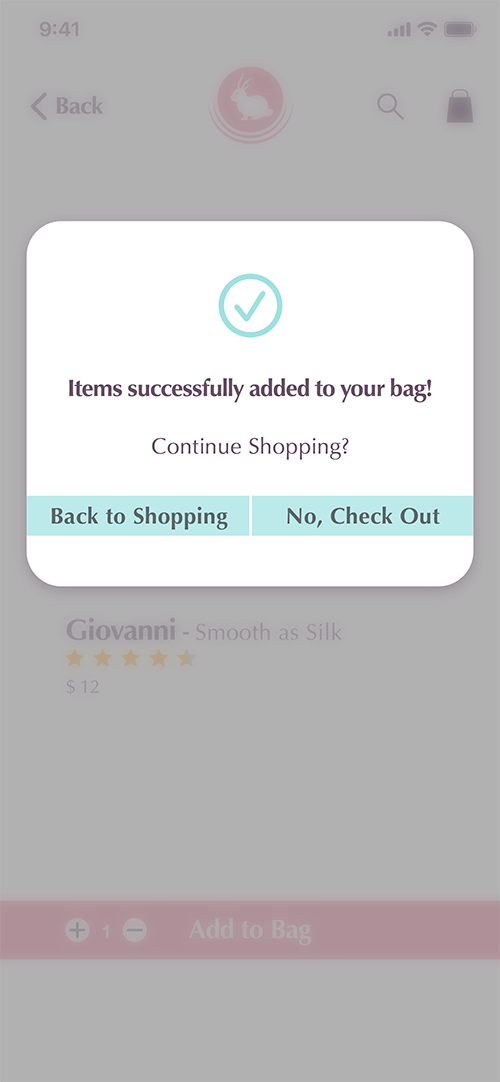 9:41
Back
Items successfully added to your bag!
Continue Shopping?
Back to Shopping
No, Check Out
Giovanni - Smooth as Silk
$ 12
1
Add to Bag